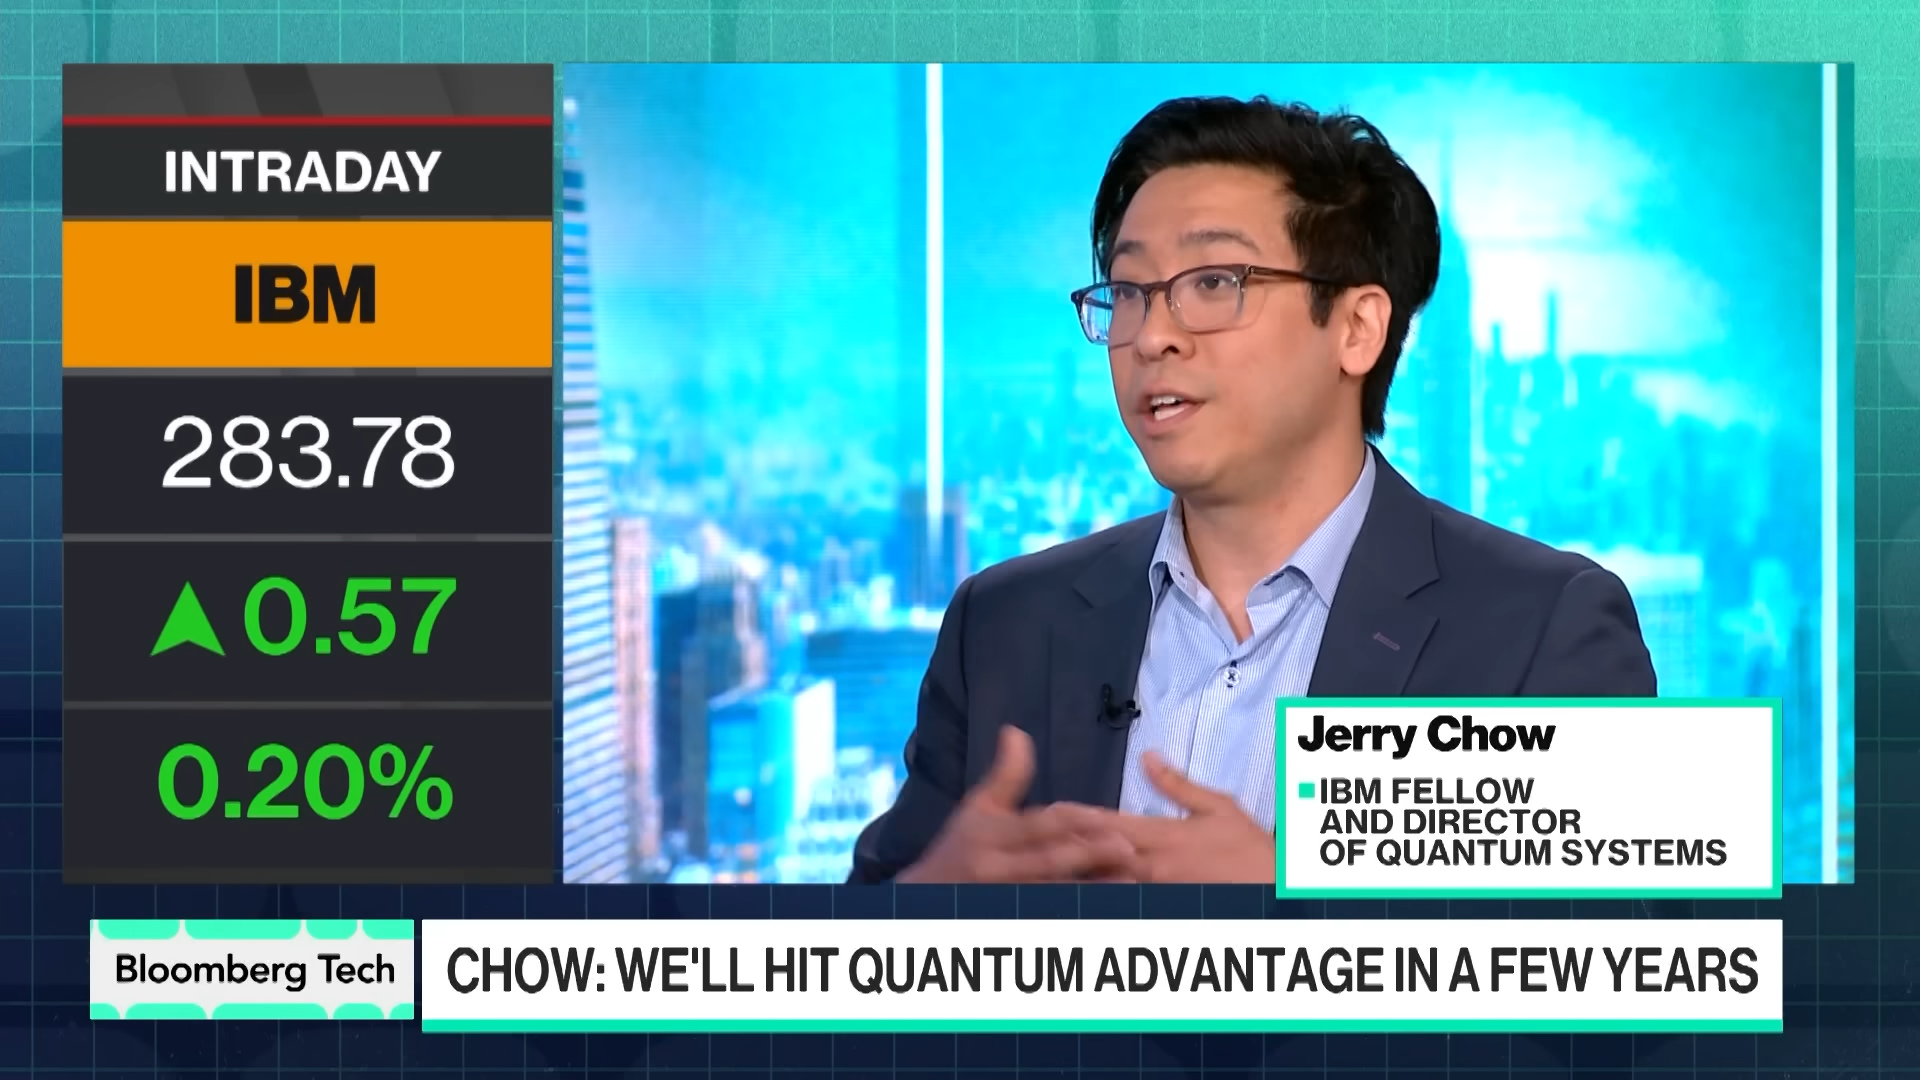 INTRADAY
IBM
283.78
▲0.57
0.20%
Jerry Chow
IBM FELLOW
AND DIRECTOR
OF QUANTUM SYSTEMS
Bloomberg Tech
CHOW: WE'LL HIT QUANTUM ADVANTAGE IN A FEW YEARS